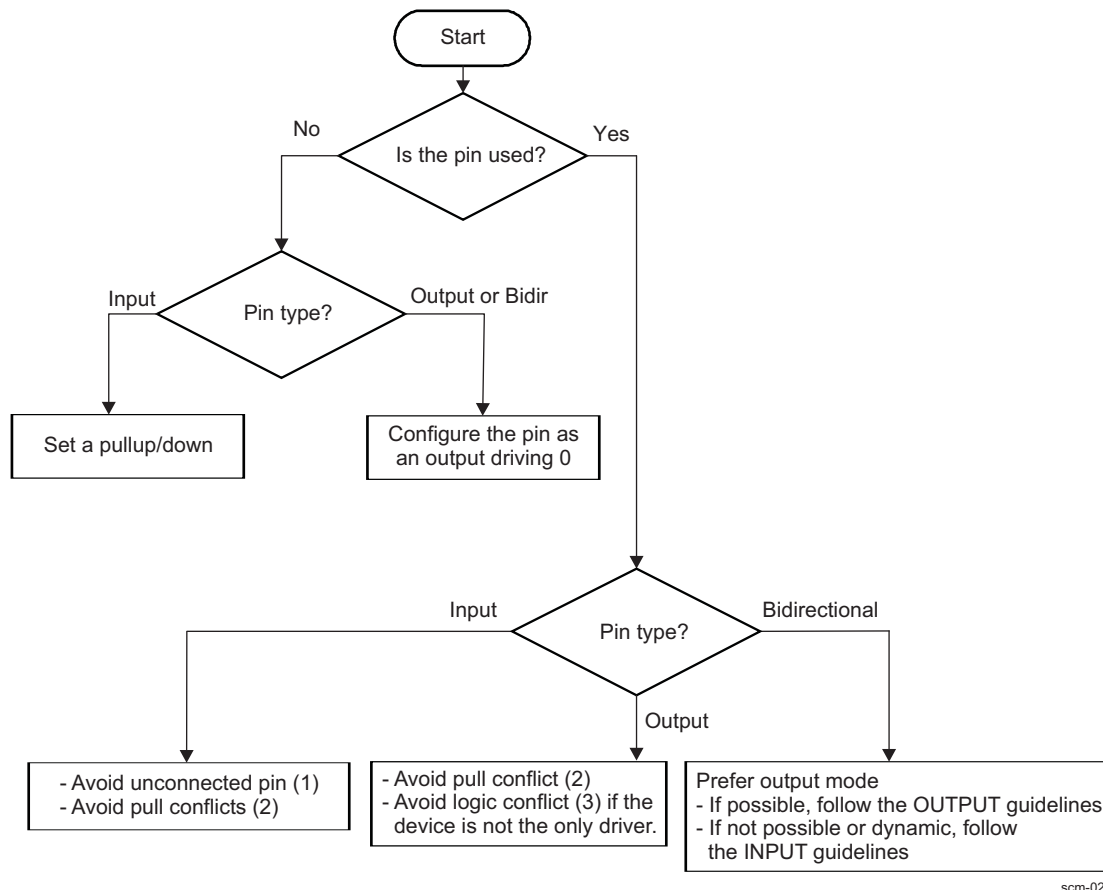 Start
No
Yes
Is the pin used?
Input
Pin type?
Output or Bidir
Set a pullup/down
Configure the pin as
an output driving 0
Input
Pin type?
Bidirectional
Output
- Avoid unconnected pin (1)
- Avoid pull conflicts (2)
- Avoid pull conflict (2)
- Avoid logic conflict (3) if the
device is not the only driver.
Prefer output mode
- If possible, follow the OUTPUT guidelines
- If not possible or dynamic, follow
the INPUT guidelines
scm-02